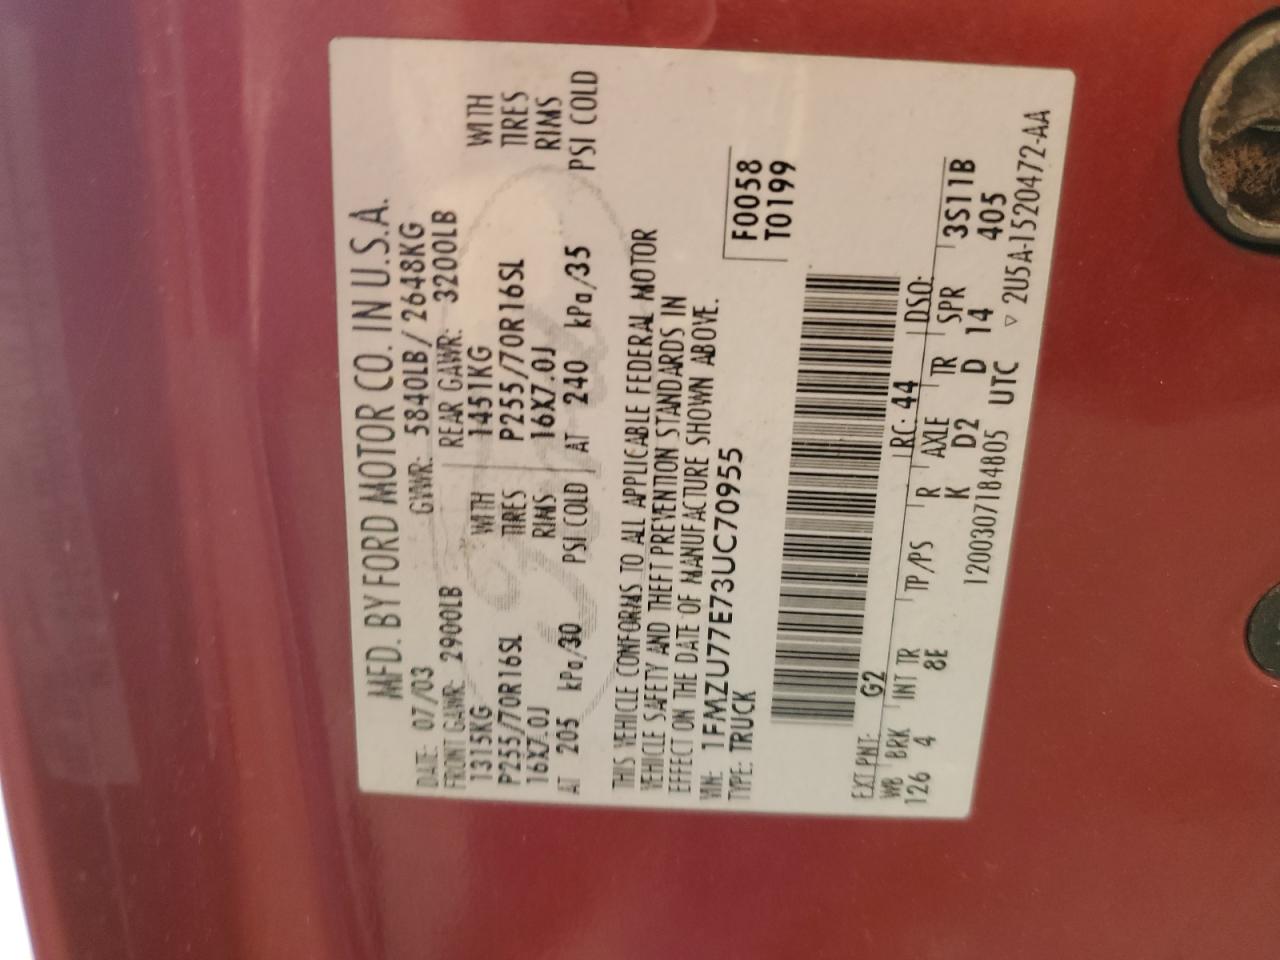 MFD. BY FORD MOTOR CO. IN U.S.A.
DATE: 07/03 GVWR: 5840LB/ 2648KG
FRONT GAWR: 2900LB REAR GAWR: 3200LB
1315KG WITH 1451KG WITH
P255/70R16SL TIRES P255/70R16SL TIRES
16X7.0J RIMS 16X7.0J RIMS
AT 205 kPa/30 PSI COLD AT 240 kPa/35 PSI COLD
THIS VEHICLE CONFORMS TO ALL APPLICABLE FEDERAL MOTOR
VEHICLE SAFETY AND THEFT PREVENTION STANDARDS IN
EFFECT ON THE DATE OF MANUFACTURE SHOWN ABOVE.
VIN: 1FMZU77E73UC70955
TYPE: TRUCK
F0058
T0199
EXT PNT: G2 RC: 44 DSO:
WB BRK INT TR TP/PS R AXLE TR SPR 3S11B
126 4 8E K D2 D 14 405
1200307184805 UTC ▽ 2U5A-1520472-AA